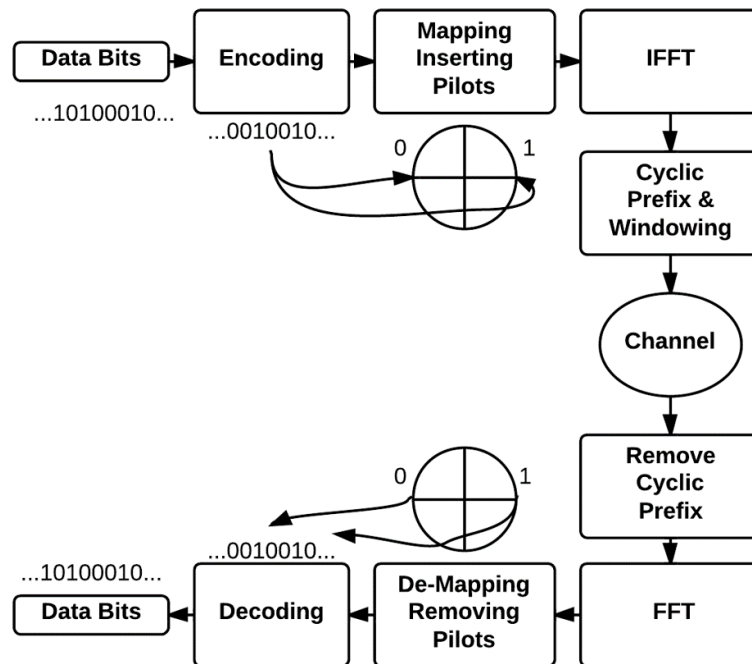 Data Bits
Encoding
Mapping
Inserting
Pilots
IFFT
...10100010...
...0010010...
0
1
Cyclic
Prefix &
Windowing
Channel
Remove
Cyclic
Prefix
0
1
...0010010...
...10100010...
Data Bits
Decoding
De-Mapping
Removing
Pilots
FFT